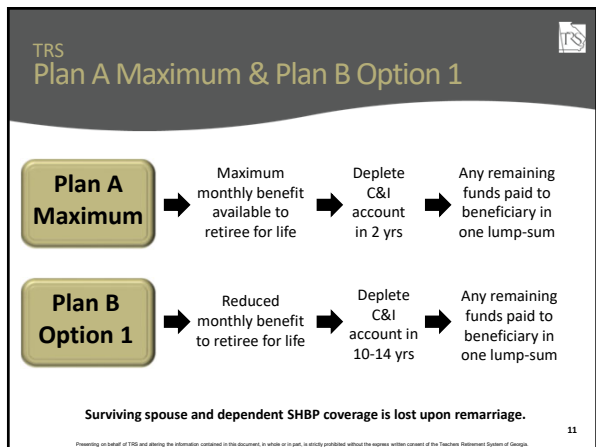 TRS
TRS
Plan A Maximum & Plan B Option 1
Plan A
Maximum
Maximum
monthly benefit
available to
retiree for life
Deplete
C&I
account
in 2 yrs
Any remaining
funds paid to
beneficiary in
one lump-sum
Plan B
Option 1
Reduced
monthly benefit
to retiree for life
Deplete
C&I
account in
10-14 yrs
Any remaining
funds paid to
beneficiary in
one lump-sum
Surviving spouse and dependent SHBP coverage is lost upon remarriage.
11
Presenting on behalf of TRS and altering the information contained in this document, in whole or in part, is strictly prohibited without the express written consent of the Teachers Retirement System of Georgia.